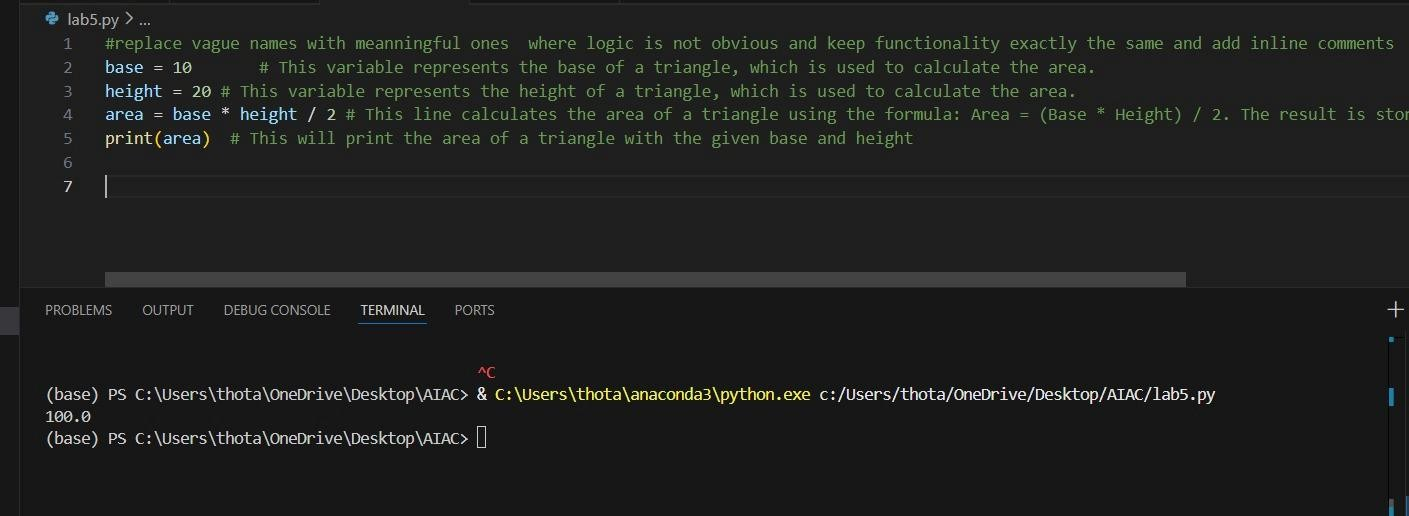 lab5.py > ...
1 #replace vague names with meanningful ones  where logic is not obvious and keep functionality exactly the same and add inline comments
2 base = 10       # This variable represents the base of a triangle, which is used to calculate the area.
3 height = 20 # This variable represents the height of a triangle, which is used to calculate the area.
4 area = base * height / 2 # This line calculates the area of a triangle using the formula: Area = (Base * Height) / 2. The result is stor
5 print(area)  # This will print the area of a triangle with the given base and height
6
7
PROBLEMS OUTPUT DEBUG CONSOLE TERMINAL PORTS
^C
(base) PS C:\Users\thota\OneDrive\Desktop\AIAC> & C:\Users\thota\anaconda3\python.exe c:/Users/thota/OneDrive/Desktop/AIAC/lab5.py
100.0
(base) PS C:\Users\thota\OneDrive\Desktop\AIAC>